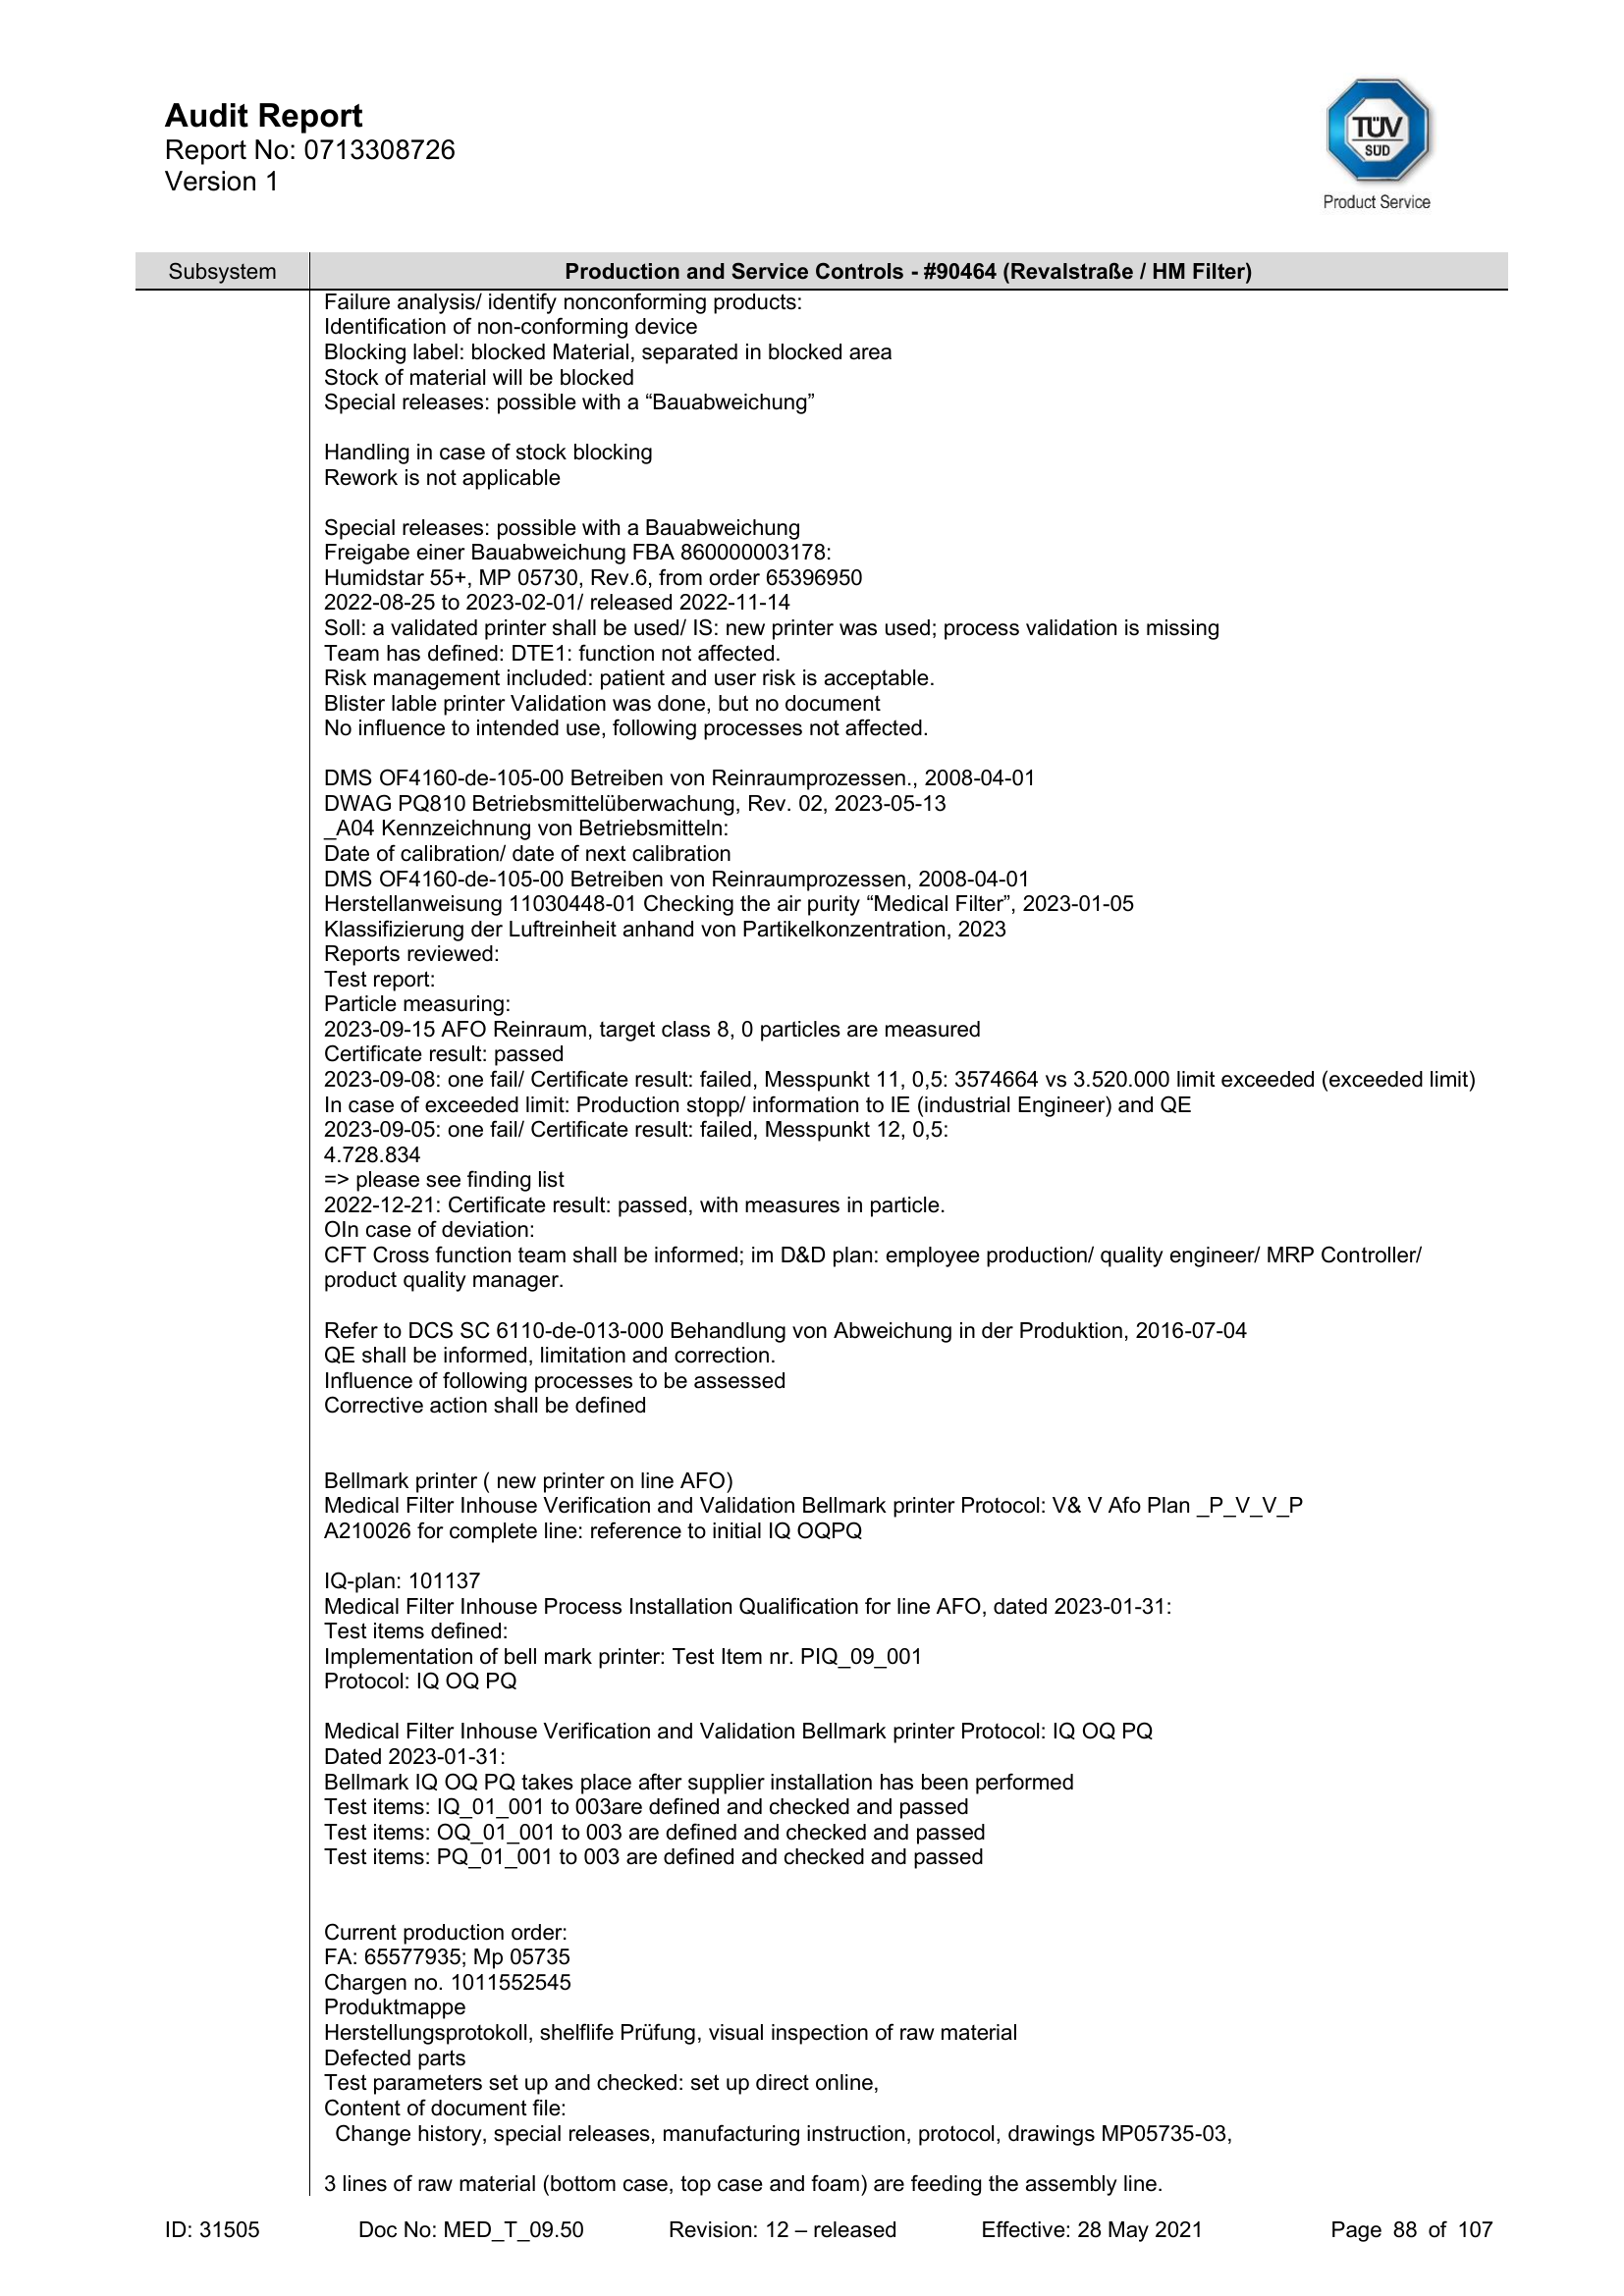 Audit Report
Report No: 0713308726
Version 1
TÜV
SÜD
Product Service
Subsystem
Production and Service Controls - #90464 (Revalstraße / HM Filter)
Failure analysis/ identify nonconforming products:
Identification of non-conforming device
Blocking label: blocked Material, separated in blocked area
Stock of material will be blocked
Special releases: possible with a “Bauabweichung”
Handling in case of stock blocking
Rework is not applicable
Special releases: possible with a Bauabweichung
Freigabe einer Bauabweichung FBA 860000003178:
Humidstar 55+, MP 05730, Rev.6, from order 65396950
2022-08-25 to 2023-02-01/ released 2022-11-14
Soll: a validated printer shall be used/ IS: new printer was used; process validation is missing
Team has defined: DTE1: function not affected.
Risk management included: patient and user risk is acceptable.
Blister lable printer Validation was done, but no document
No influence to intended use, following processes not affected.
DMS OF4160-de-105-00 Betreiben von Reinraumprozessen., 2008-04-01
DWAG PQ810 Betriebsmittelüberwachung, Rev. 02, 2023-05-13
_A04 Kennzeichnung von Betriebsmitteln:
Date of calibration/ date of next calibration
DMS OF4160-de-105-00 Betreiben von Reinraumprozessen, 2008-04-01
Herstellanweisung 11030448-01 Checking the air purity “Medical Filter”, 2023-01-05
Klassifizierung der Luftreinheit anhand von Partikelkonzentration, 2023
Reports reviewed:
Test report:
Particle measuring:
2023-09-15 AFO Reinraum, target class 8, 0 particles are measured
Certificate result: passed
2023-09-08: one fail/ Certificate result: failed, Messpunkt 11, 0,5: 3574664 vs 3.520.000 limit exceeded (exceeded limit)
In case of exceeded limit: Production stopp/ information to IE (industrial Engineer) and QE
2023-09-05: one fail/ Certificate result: failed, Messpunkt 12, 0,5:
4.728.834
=> please see finding list
2022-12-21: Certificate result: passed, with measures in particle.
OIn case of deviation:
CFT Cross function team shall be informed; im D&D plan: employee production/ quality engineer/ MRP Controller/
product quality manager.
Refer to DCS SC 6110-de-013-000 Behandlung von Abweichung in der Produktion, 2016-07-04
QE shall be informed, limitation and correction.
Influence of following processes to be assessed
Corrective action shall be defined
Bellmark printer ( new printer on line AFO)
Medical Filter Inhouse Verification and Validation Bellmark printer Protocol: V& V Afo Plan _P_V_V_P
A210026 for complete line: reference to initial IQ OQPQ
IQ-plan: 101137
Medical Filter Inhouse Process Installation Qualification for line AFO, dated 2023-01-31:
Test items defined:
Implementation of bell mark printer: Test Item nr. PIQ_09_001
Protocol: IQ OQ PQ
Medical Filter Inhouse Verification and Validation Bellmark printer Protocol: IQ OQ PQ
Dated 2023-01-31:
Bellmark IQ OQ PQ takes place after supplier installation has been performed
Test items: IQ_01_001 to 003are defined and checked and passed
Test items: OQ_01_001 to 003 are defined and checked and passed
Test items: PQ_01_001 to 003 are defined and checked and passed
Current production order:
FA: 65577935; Mp 05735
Chargen no. 1011552545
Produktmappe
Herstellungsprotokoll, shelflife Prüfung, visual inspection of raw material
Defected parts
Test parameters set up and checked: set up direct online,
Content of document file:
Change history, special releases, manufacturing instruction, protocol, drawings MP05735-03,
3 lines of raw material (bottom case, top case and foam) are feeding the assembly line.
ID: 31505 Doc No: MED_T_09.50 Revision: 12 – released Effective: 28 May 2021 Page 88 of 107